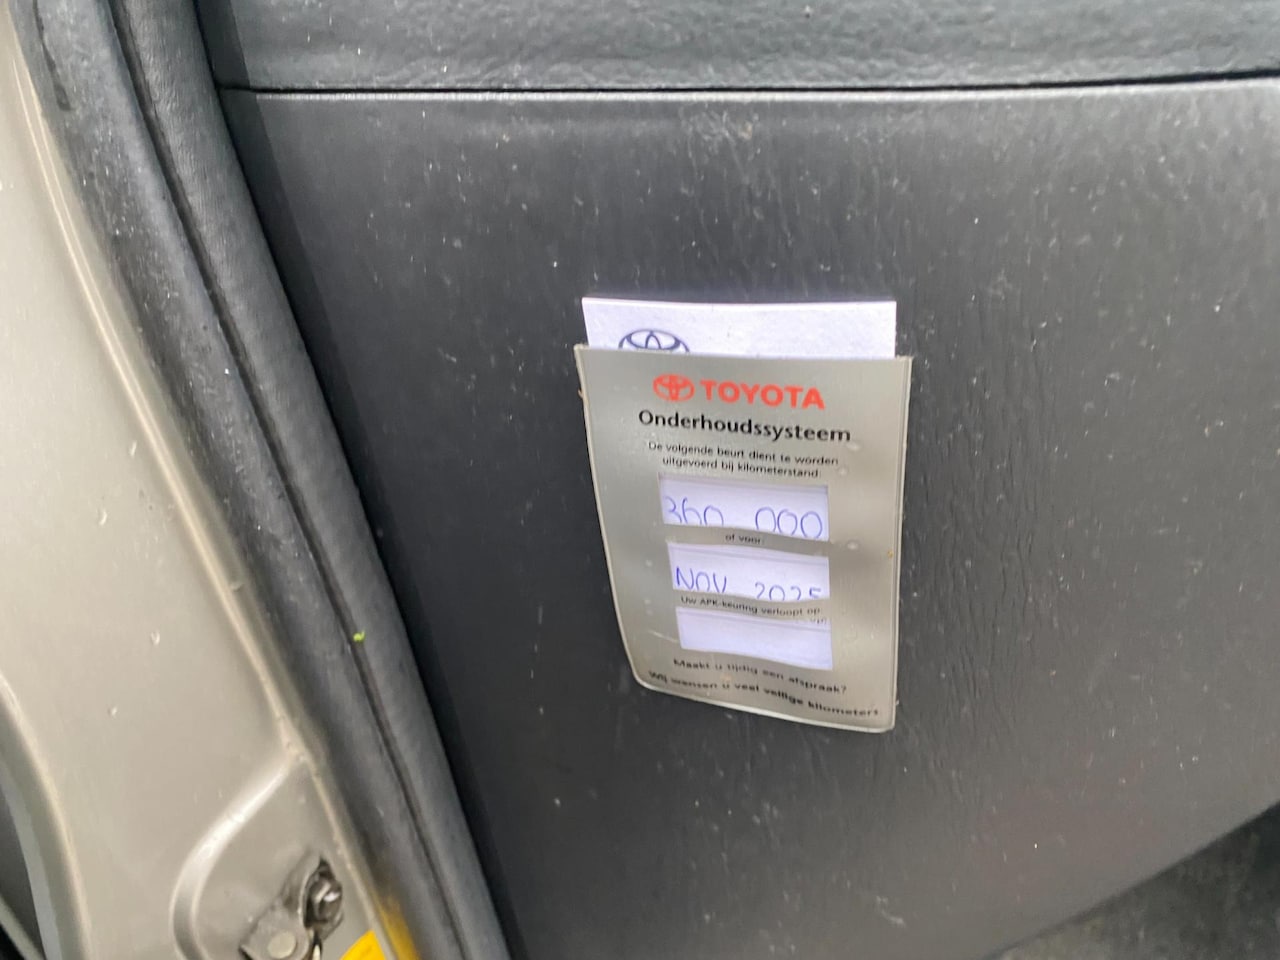 TOYOTA
Onderhoudssysteem
De volgende beurt dient te worden
uitgevoerd bij kilometerstand:
360 000
of voor:
NOV 2025
Uw APK-keuring verloopt op:
Maakt u tijdig een afspraak?
Wij wensen u veel veilige kilometers